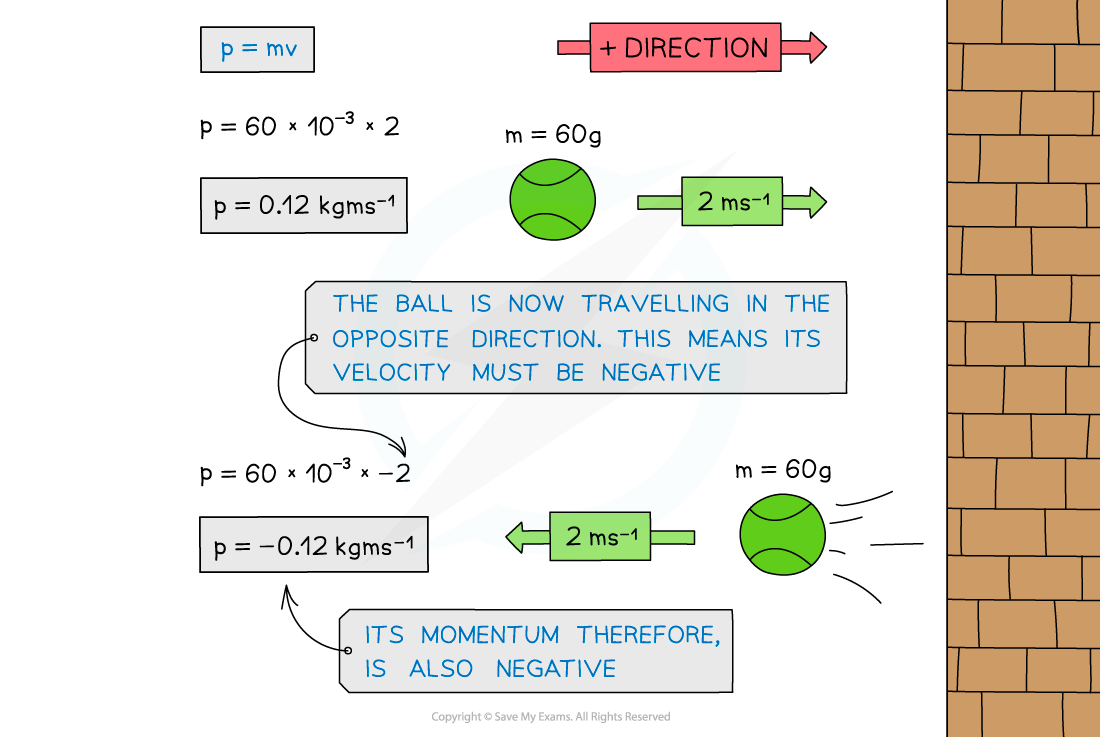 p = mv
+ DIRECTION
p = 60 × 10⁻³ × 2
m = 60g
p = 0.12 kgms⁻¹
2 ms⁻¹
THE BALL IS NOW TRAVELLING IN THE
OPPOSITE DIRECTION. THIS MEANS ITS
VELOCITY MUST BE NEGATIVE
p = 60 × 10⁻³ × −2
m = 60g
p = −0.12 kgms⁻¹
2 ms⁻¹
ITS MOMENTUM THEREFORE,
IS ALSO NEGATIVE
Copyright © Save My Exams. All Rights Reserved